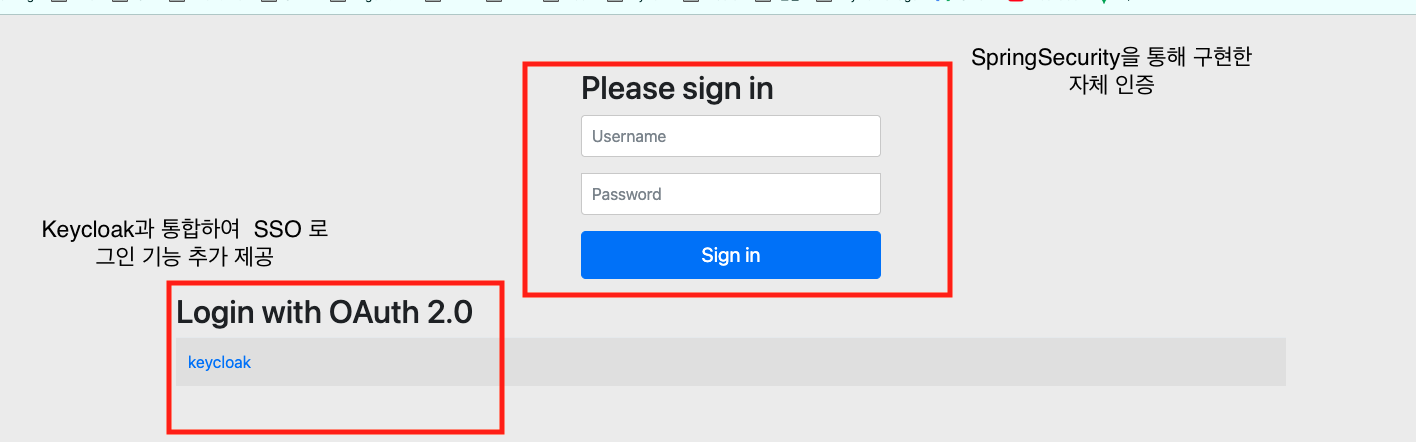 SpringSecurity을 통해 구현한
자체 인증
Please sign in
Username
Password
Sign in
Keycloak과 통합하여  SSO 로
그인 기능 추가 제공
Login with OAuth 2.0
keycloak